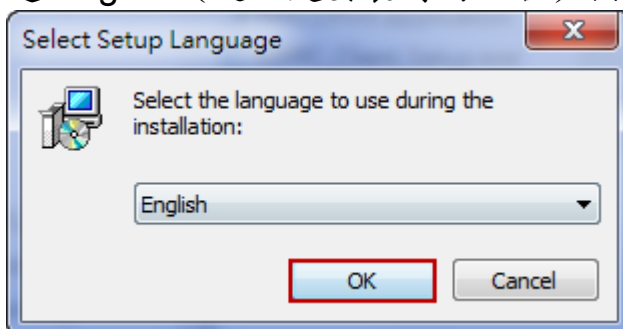 Select Setup Language
Select the language to use during the
installation:
English
OK
Cancel